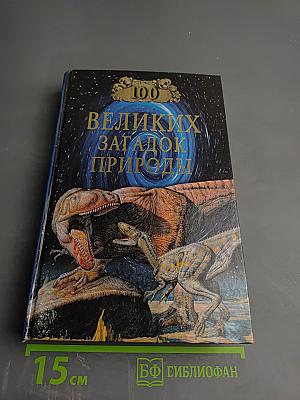 100
ВЕЛИКИХ
ЗАГАДОК
ПРИРОДЫ
15 см
БФ БИБЛИОФАН